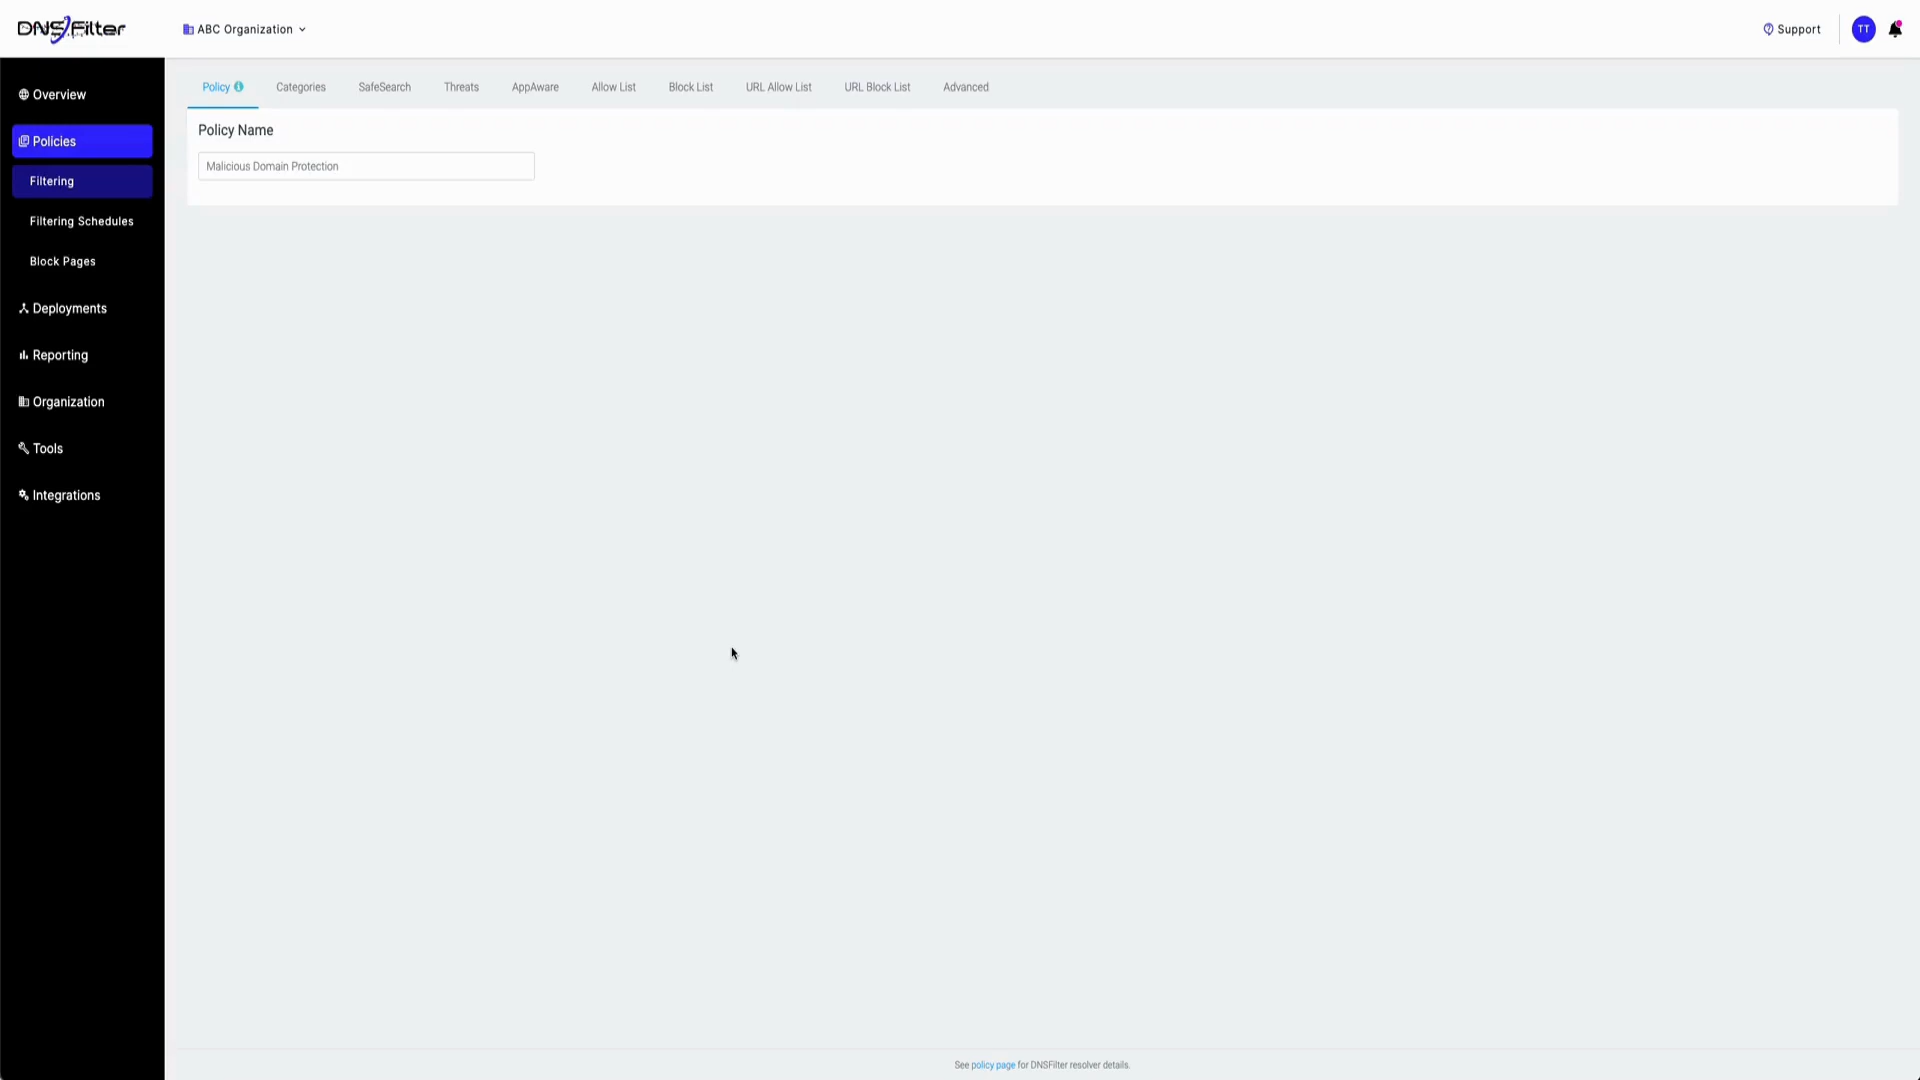 DNSFilter
ABC Organization
Support
TT
Overview
Policies
Filtering
Filtering Schedules
Block Pages
Deployments
Reporting
Organization
Tools
Integrations
Policy
Categories
SafeSearch
Threats
AppAware
Allow List
Block List
URL Allow List
URL Block List
Advanced
Policy Name
Malicious Domain Protection
See policy page for DNSFilter resolver details.